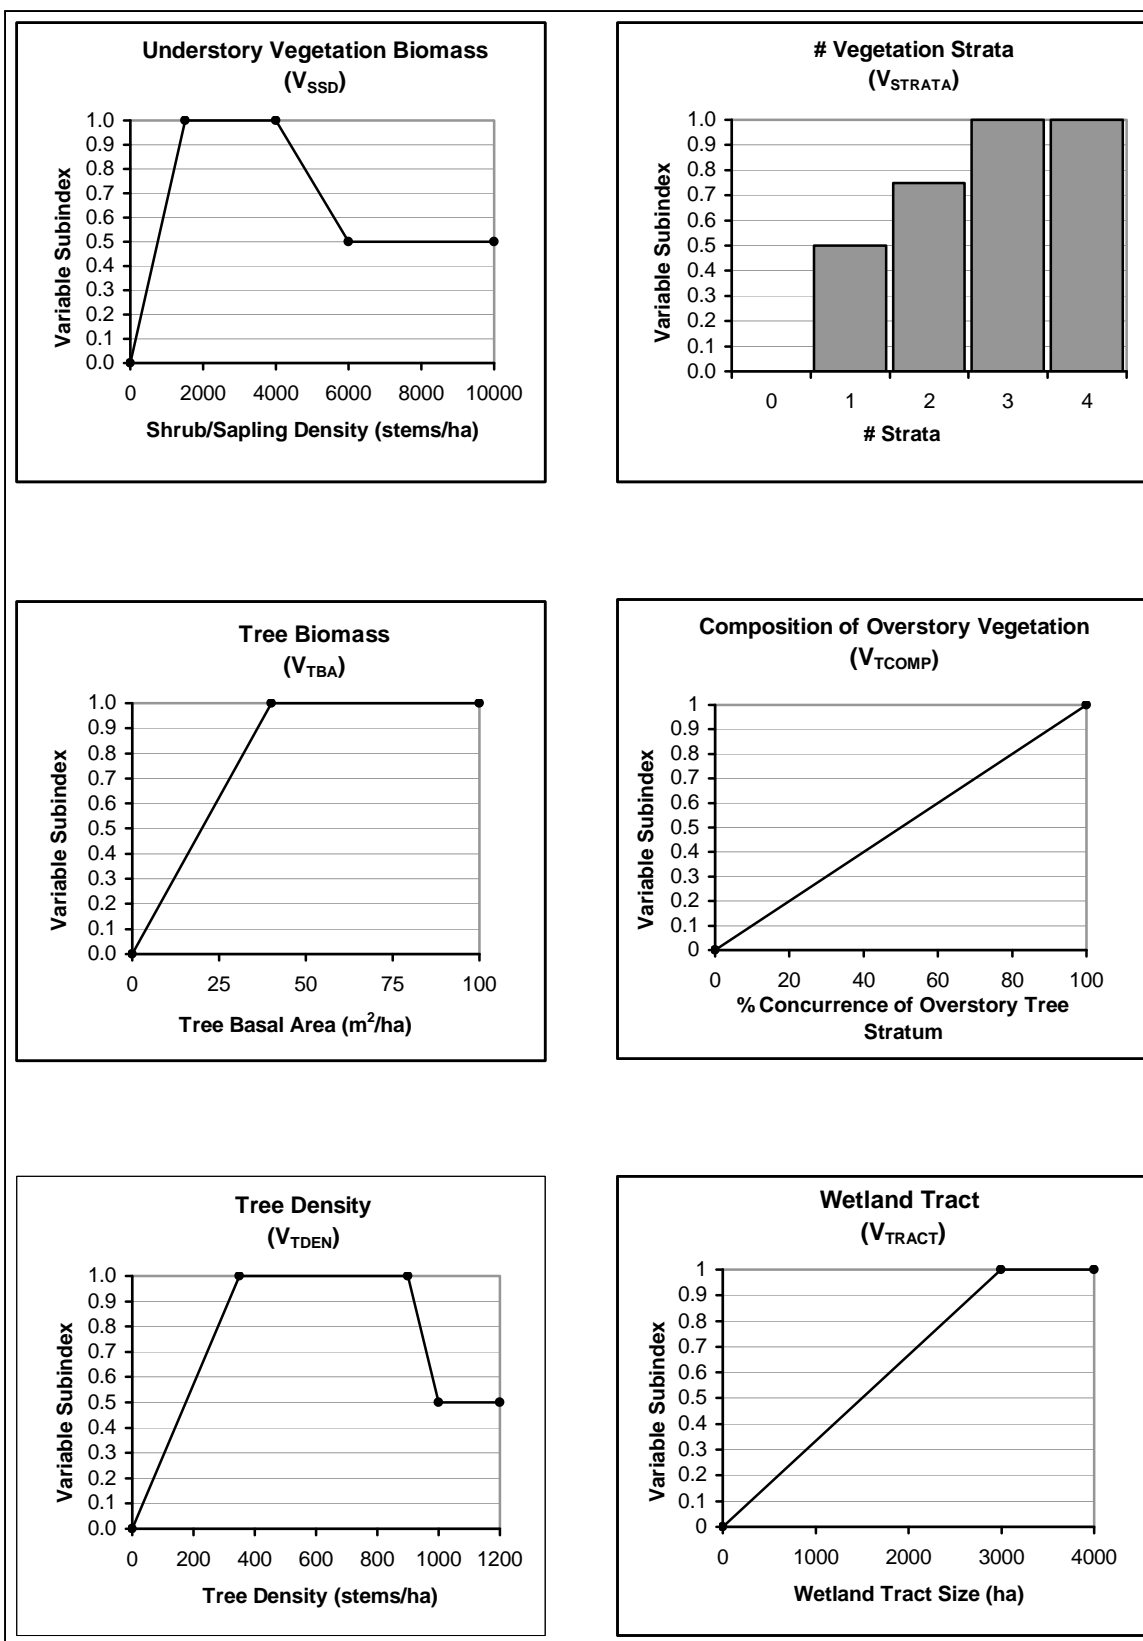 Understory Vegetation Biomass
(VSSD)
1.0
0.9
0.8
0.7
0.6
0.5
0.4
0.3
0.2
0.1
0.0
Variable Subindex
0 2000 4000 6000 8000 10000
Shrub/Sapling Density (stems/ha)
# Vegetation Strata
(VSTRATA)
1.0
0.9
0.8
0.7
0.6
0.5
0.4
0.3
0.2
0.1
0.0
Variable Subindex
0 1 2 3 4
# Strata
Tree Biomass
(VTBA)
1.0
0.9
0.8
0.7
0.6
0.5
0.4
0.3
0.2
0.1
0.0
Variable Subindex
0 25 50 75 100
Tree Basal Area (m2/ha)
Composition of Overstory Vegetation
(VTCOMP)
1
0.9
0.8
0.7
0.6
0.5
0.4
0.3
0.2
0.1
0
Variable Subindex
0 20 40 60 80 100
% Concurrence of Overstory Tree
Stratum
Tree Density
(VTDEN)
1.0
0.9
0.8
0.7
0.6
0.5
0.4
0.3
0.2
0.1
0.0
Variable Subindex
0 200 400 600 800 1000 1200
Tree Density (stems/ha)
Wetland Tract
(VTRACT)
1
0.9
0.8
0.7
0.6
0.5
0.4
0.3
0.2
0.1
0
Variable Subindex
0 1000 2000 3000 4000
Wetland Tract Size (ha)